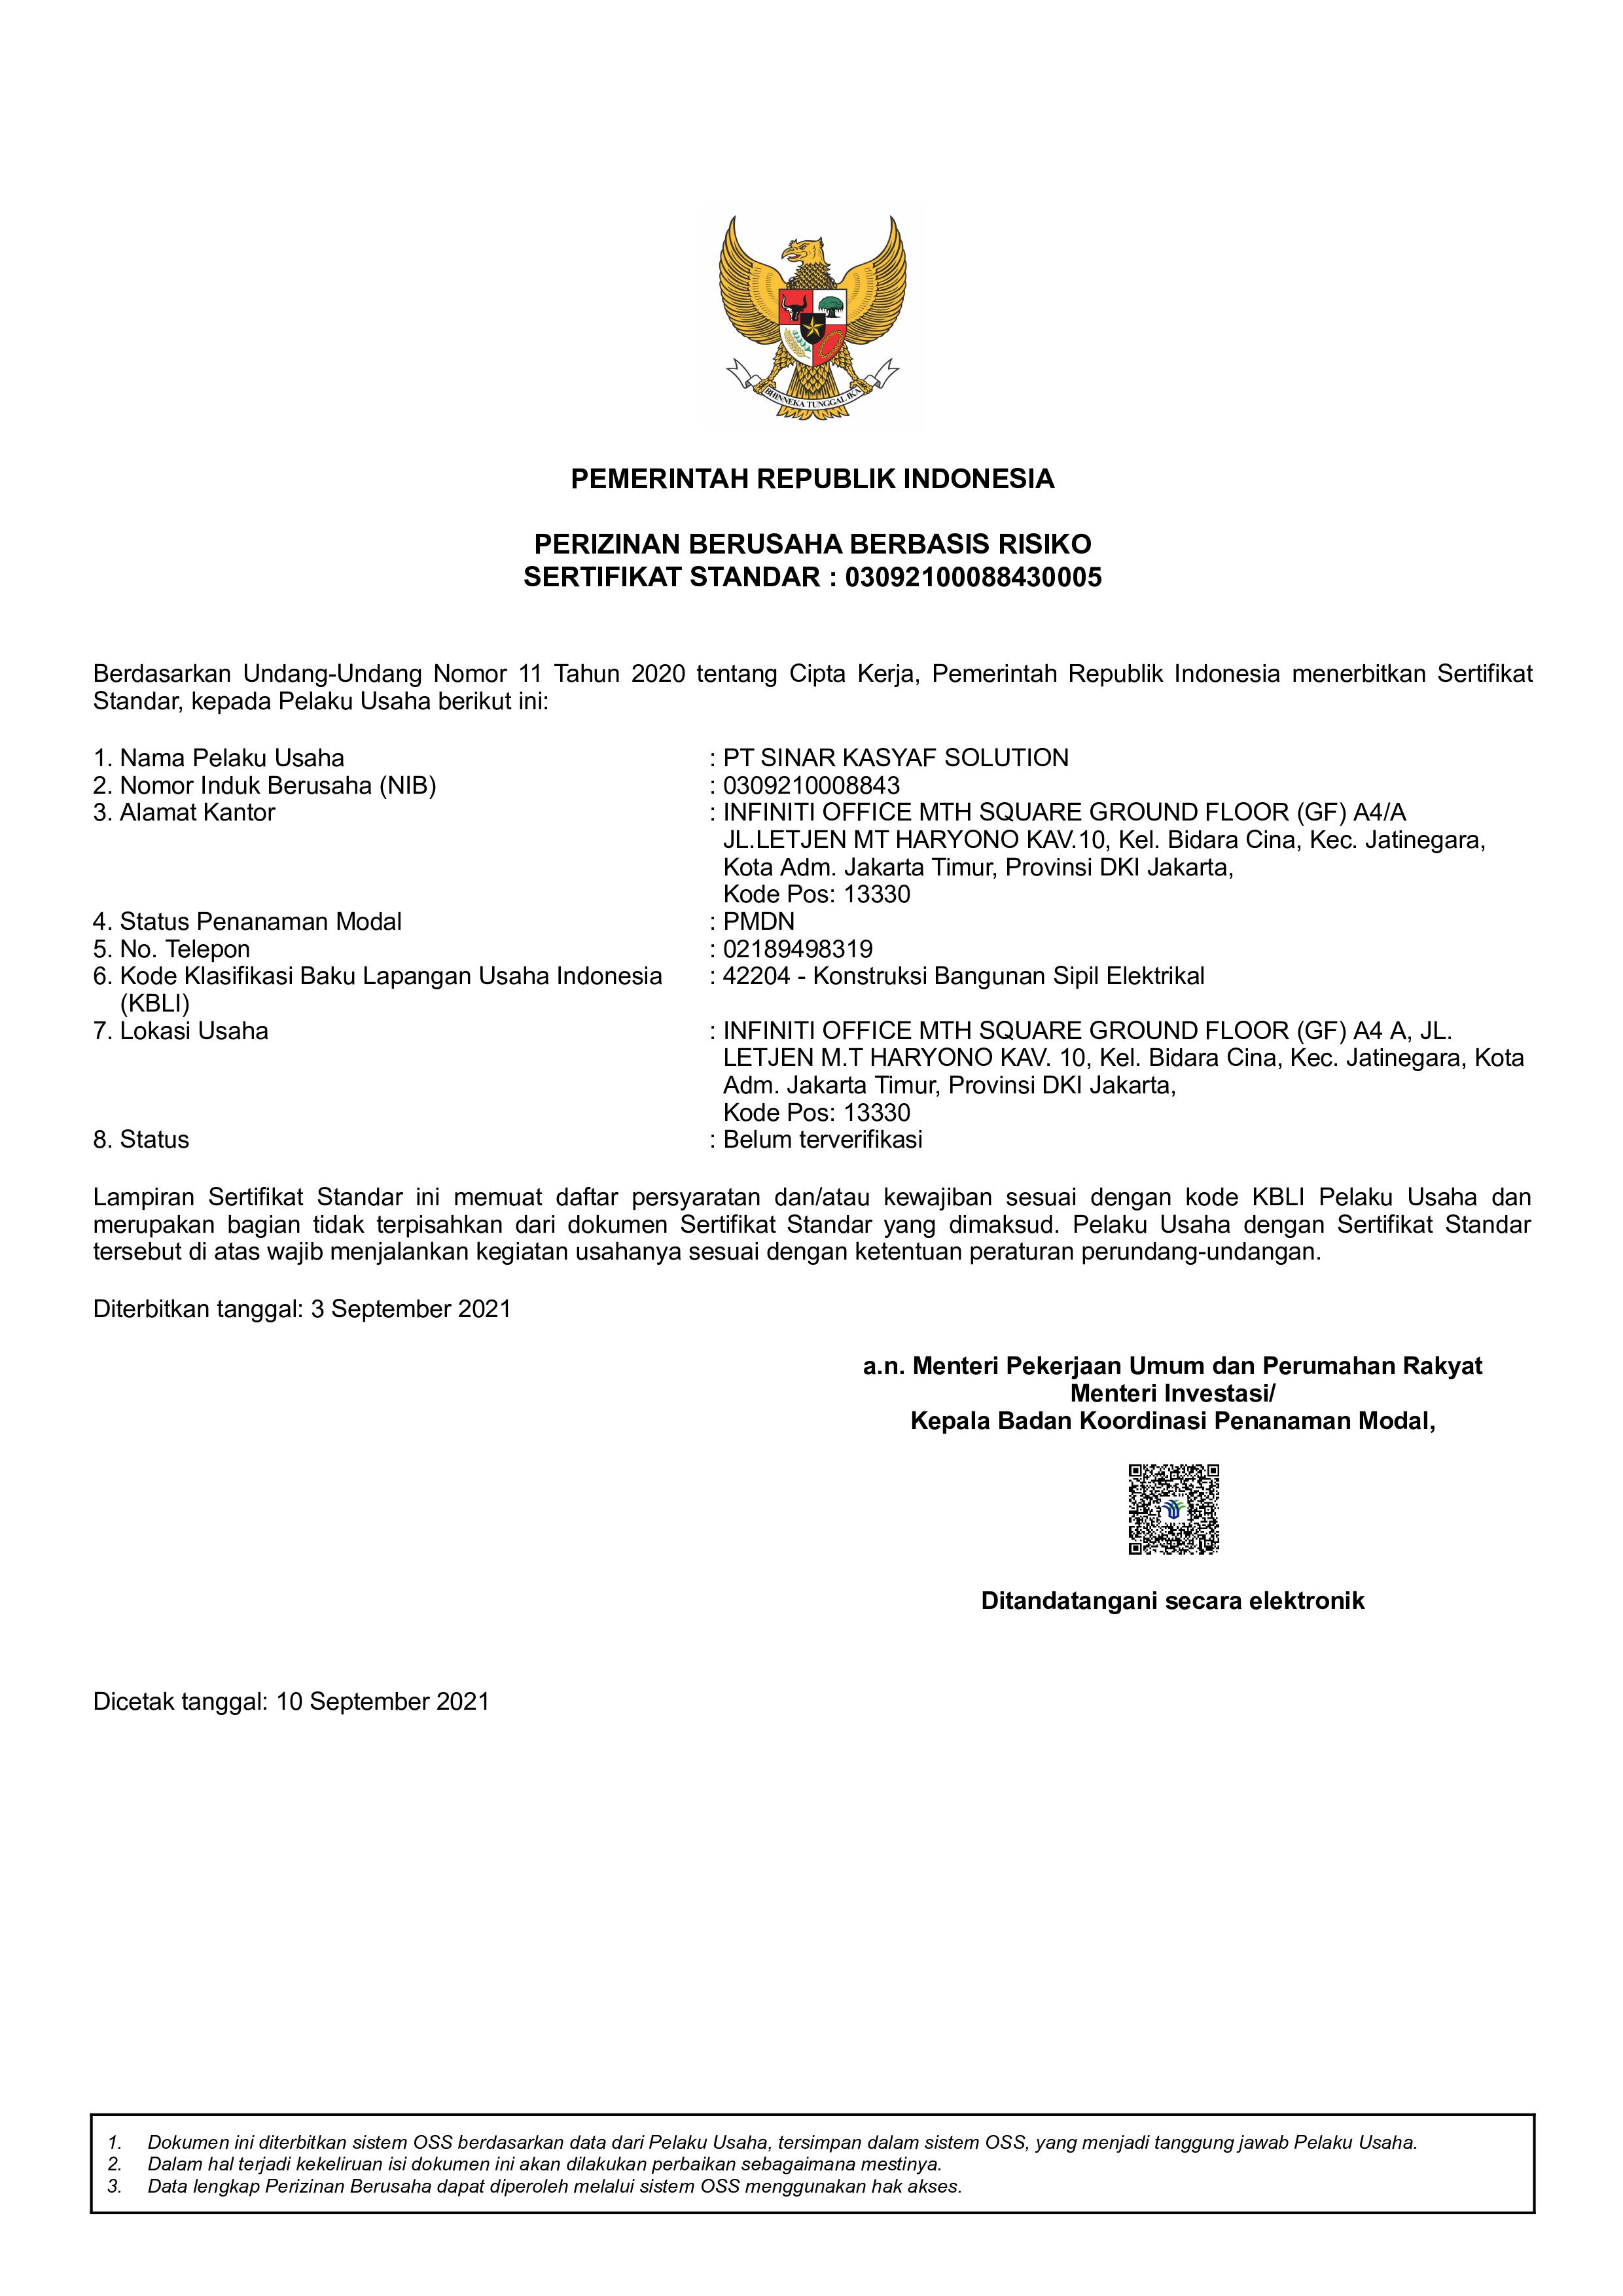 BHINNEKA TUNGGAL IKA
PEMERINTAH REPUBLIK INDONESIA
PERIZINAN BERUSAHA BERBASIS RISIKO
SERTIFIKAT STANDAR : 03092100088430005
Berdasarkan Undang-Undang Nomor 11 Tahun 2020 tentang Cipta Kerja, Pemerintah Republik Indonesia menerbitkan Sertifikat
Standar, kepada Pelaku Usaha berikut ini:
1. Nama Pelaku Usaha : PT SINAR KASYAF SOLUTION
2. Nomor Induk Berusaha (NIB) : 0309210008843
3. Alamat Kantor : INFINITI OFFICE MTH SQUARE GROUND FLOOR (GF) A4/A
JL.LETJEN MT HARYONO KAV.10, Kel. Bidara Cina, Kec. Jatinegara,
Kota Adm. Jakarta Timur, Provinsi DKI Jakarta,
Kode Pos: 13330
4. Status Penanaman Modal : PMDN
5. No. Telepon : 02189498319
6. Kode Klasifikasi Baku Lapangan Usaha Indonesia : 42204 - Konstruksi Bangunan Sipil Elektrikal
(KBLI)
7. Lokasi Usaha : INFINITI OFFICE MTH SQUARE GROUND FLOOR (GF) A4 A, JL.
LETJEN M.T HARYONO KAV. 10, Kel. Bidara Cina, Kec. Jatinegara, Kota
Adm. Jakarta Timur, Provinsi DKI Jakarta,
Kode Pos: 13330
8. Status : Belum terverifikasi
Lampiran Sertifikat Standar ini memuat daftar persyaratan dan/atau kewajiban sesuai dengan kode KBLI Pelaku Usaha dan
merupakan bagian tidak terpisahkan dari dokumen Sertifikat Standar yang dimaksud. Pelaku Usaha dengan Sertifikat Standar
tersebut di atas wajib menjalankan kegiatan usahanya sesuai dengan ketentuan peraturan perundang-undangan.
Diterbitkan tanggal: 3 September 2021
a.n. Menteri Pekerjaan Umum dan Perumahan Rakyat
Menteri Investasi/
Kepala Badan Koordinasi Penanaman Modal,
Ditandatangani secara elektronik
Dicetak tanggal: 10 September 2021
1. Dokumen ini diterbitkan sistem OSS berdasarkan data dari Pelaku Usaha, tersimpan dalam sistem OSS, yang menjadi tanggung jawab Pelaku Usaha.
2. Dalam hal terjadi kekeliruan isi dokumen ini akan dilakukan perbaikan sebagaimana mestinya.
3. Data lengkap Perizinan Berusaha dapat diperoleh melalui sistem OSS menggunakan hak akses.